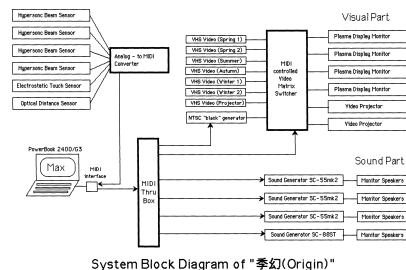 Visual Part
Hypersonic Beam Sensor
Hypersonic Beam Sensor
Hypersonic Beam Sensor
Hypersonic Beam Sensor
Electrostetic Touch Sensor
Optical Distance Sensor
Analog - to MIDI
Converter
VHS Video (Spring 1)
VHS Video (Spring 2)
VHS Video (Summer)
VHS Video (Autumn)
VHS Video (Winter 1)
VHS Video (Winter 2)
VHS Video (Projector)
NTSC "black" generator
MIDI
controlled
Video
Matrix
Switcher
Plasma Display Monitor
Plasma Display Monitor
Plasma Display Monitor
Plasma Display Monitor
Video Projector
Video Projector
PowerBook 2400/G3
Max
MIDI
interface
MIDI
Thru
Box
Sound Part
Sound Generator SC-55mk2
Monitor Speakers
Sound Generator SC-55mk2
Monitor Speakers
Sound Generator SC-55mk2
Monitor Speakers
Sound Generator SC-88ST
Monitor Speakers
System Block Diagram of "季幻(Origin)"